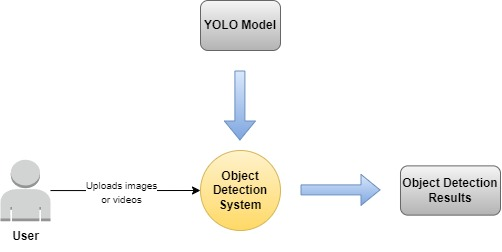 YOLO Model
Uploads images
or videos
Object
Detection
System
Object Detection
Results
User